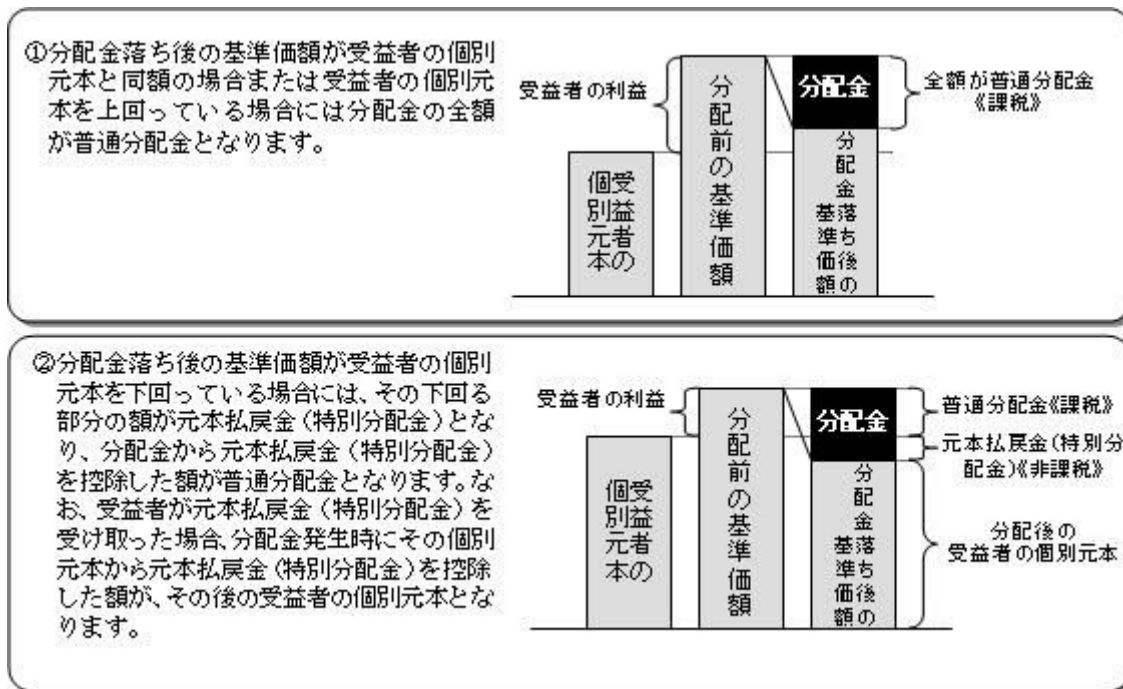 ①分配金落ち後の基準価額が受益者の個別
元本と同額の場合または受益者の個別元
本を上回っている場合には分配金の全額
が普通分配金となります。
受益者の利益
受益者の
個別元本
分配前の基準価額
分配金
分配金落ち後の
基準価額
全額が普通分配金
《課税》
②分配金落ち後の基準価額が受益者の個別
元本を下回っている場合には、その下回る
部分の額が元本払戻金(特別分配金)とな
り、分配金から元本払戻金(特別分配金)
を控除した額が普通分配金となります。な
お、受益者が元本払戻金(特別分配金)を
受け取った場合、分配金発生時にその個別
元本から元本払戻金(特別分配金)を控除
した額が、その後の受益者の個別元本とな
ります。
受益者の利益
受益者の
個別元本
分配前の基準価額
分配金
分配金落ち後の
基準価額
普通分配金《課税》
元本払戻金(特別分
配金)《非課税》
分配後の
受益者の個別元本